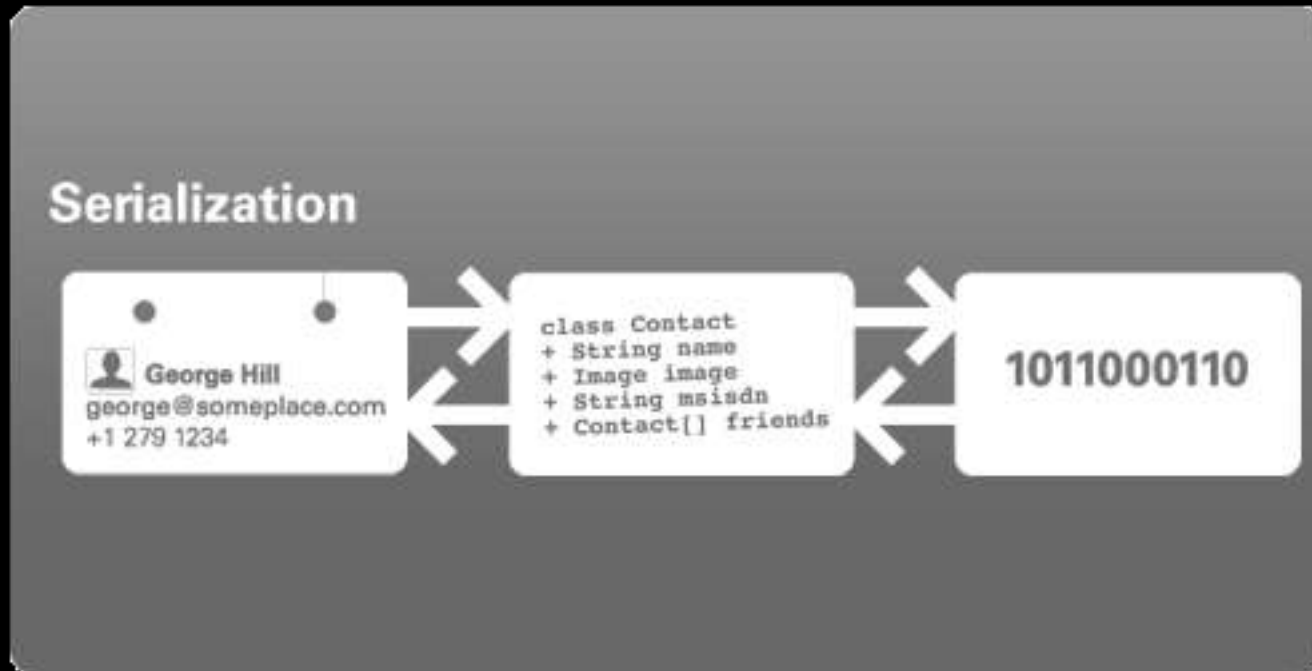 Serialization
George Hill
george@someplace.com
+1 279 1234
class Contact
+ String name
+ Image image
+ String msisdn
+ Contact[] friends
1011000110